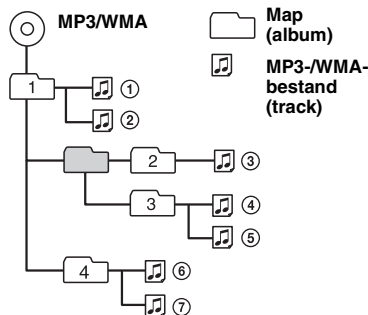 MP3/WMA
Map
(album)
MP3-/WMA-
bestand
(track)
1
①
②
2
③
3
④
⑤
4
⑥
⑦